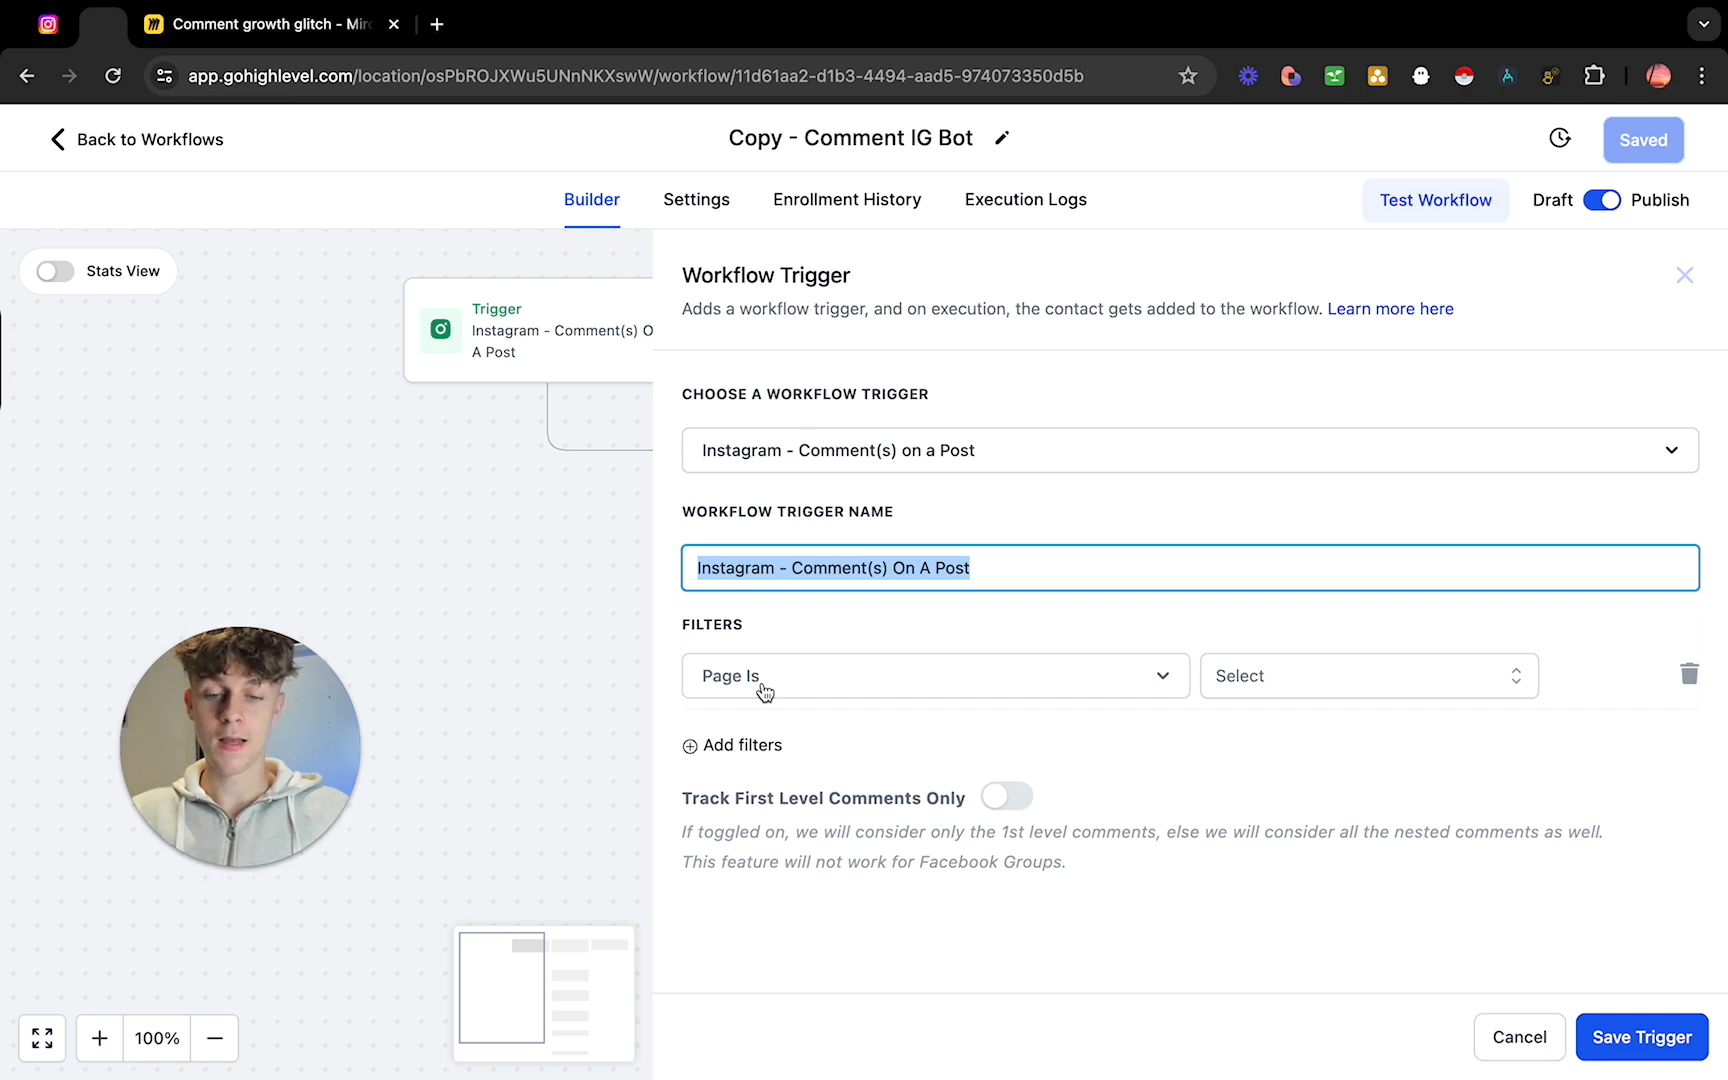 Comment growth glitch - Mir
app.gohighlevel.com/location/osPbROJXWu5UNnNKXswW/workflow/11d61aa2-d1b3-4494-aad5-974073350d5b
Back to Workflows
Copy - Comment IG Bot
Saved
Builder
Settings
Enrollment History
Execution Logs
Test Workflow
Draft
Publish
Stats View
Trigger
Instagram - Comment(s) O
A Post
Workflow Trigger
Adds a workflow trigger, and on execution, the contact gets added to the workflow. Learn more here
CHOOSE A WORKFLOW TRIGGER
Instagram - Comment(s) on a Post
WORKFLOW TRIGGER NAME
Instagram - Comment(s) On A Post
FILTERS
Page Is
Select
Add filters
Track First Level Comments Only
If toggled on, we will consider only the 1st level comments, else we will consider all the nested comments as well.
This feature will not work for Facebook Groups.
100%
Cancel
Save Trigger